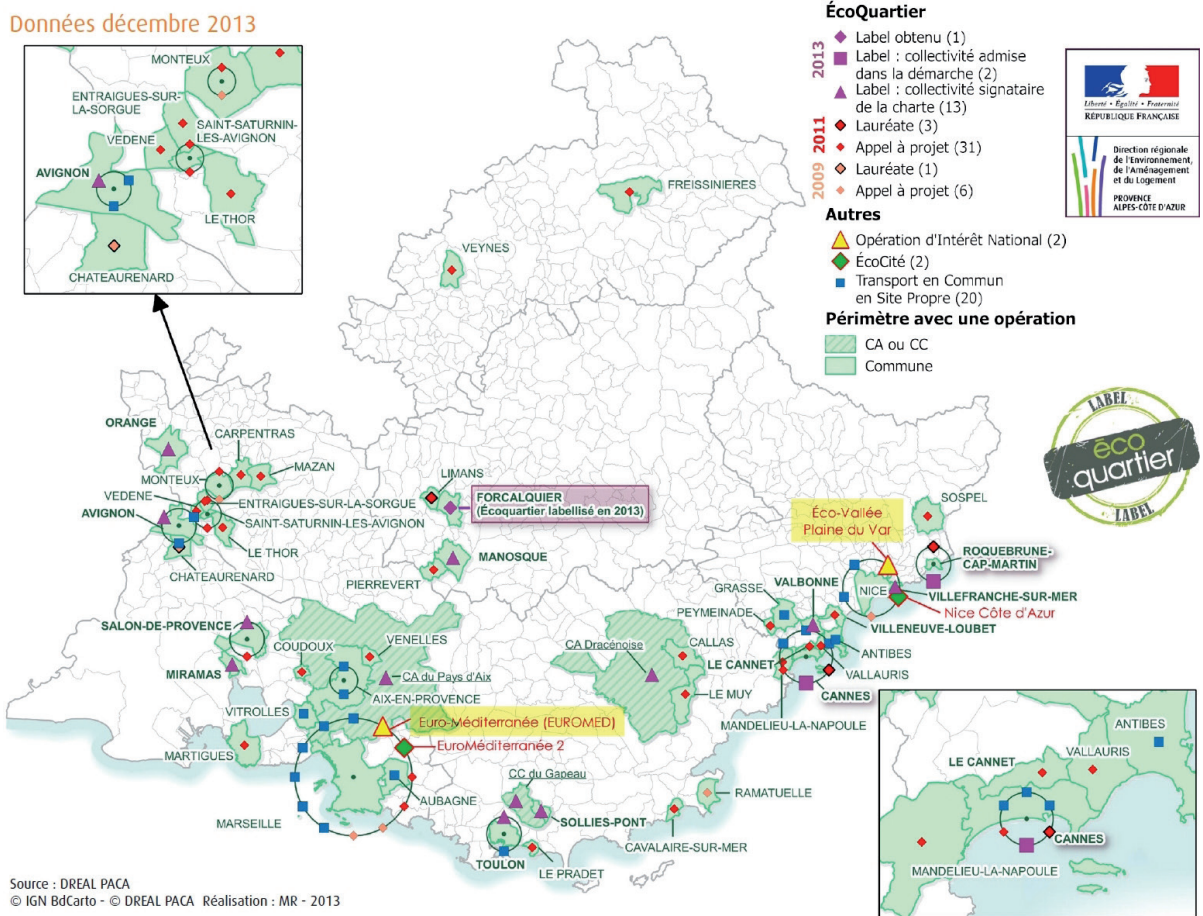 Données décembre 2013
MONTEUX
ENTRAIGUES-SUR-
LA-SORGUE
SAINT-SATURNIN-
LES-AVIGNON
VEDENE
AVIGNON
LE THOR
CHATEAURENARD
ÉcoQuartier
2013
Label obtenu (1)
Label : collectivité admise
dans la démarche (2)
Label : collectivité signataire
de la charte (13)
2011
Lauréate (3)
Appel à projet (31)
2009
Lauréate (1)
Appel à projet (6)
Autres
Opération d'Intérêt National (2)
ÉcoCité (2)
Transport en Commun
en Site Propre (20)
Périmètre avec une opération
CA ou CC
Commune
Liberté • Égalité • Fraternité
RÉPUBLIQUE FRANÇAISE
Direction régionale
de l'Environnement,
de l'Aménagement
et du Logement
PROVENCE
ALPES-CÔTE D'AZUR
LABEL
éco
quartier
LABEL
FREISSINIERES
VEYNES
ORANGE
CARPENTRAS
MAZAN
MONTEUX
VEDENE
ENTRAIGUES-SUR-LA-SORGUE
AVIGNON
SAINT-SATURNIN-LES-AVIGNON
LE THOR
CHATEAURENARD
LIMANS
FORCALQUIER
(Écoquartier labellisé en 2013)
MANOSQUE
PIERREVERT
SOSPEL
Éco-Vallée
Plaine du Var
ROQUEBRUNE-
CAP-MARTIN
GRASSE
VALBONNE
NICE
VILLEFRANCHE-SUR-MER
PEYMEINADE
Nice Côte d'Azur
VILLENEUVE-LOUBET
SALON-DE-PROVENCE
COUDOUX
VENELLES
CA Dracénoise
CALLAS
ANTIBES
LE CANNET
VALLAURIS
MIRAMAS
CA du Pays d'Aix
AIX-EN-PROVENCE
LE MUY
CANNES
VITROLLES
MANDELIEU-LA-NAPOULE
Euro-Méditerranée (EUROMED)
EuroMéditerranée 2
MARTIGUES
CC du Gapeau
AUBAGNE
RAMATUELLE
MARSEILLE
SOLLIES-PONT
CAVALAIRE-SUR-MER
TOULON
LE PRADET
ANTIBES
VALLAURIS
LE CANNET
CANNES
MANDELIEU-LA-NAPOULE
Source : DREAL PACA
© IGN BdCarto - © DREAL PACA Réalisation : MR - 2013